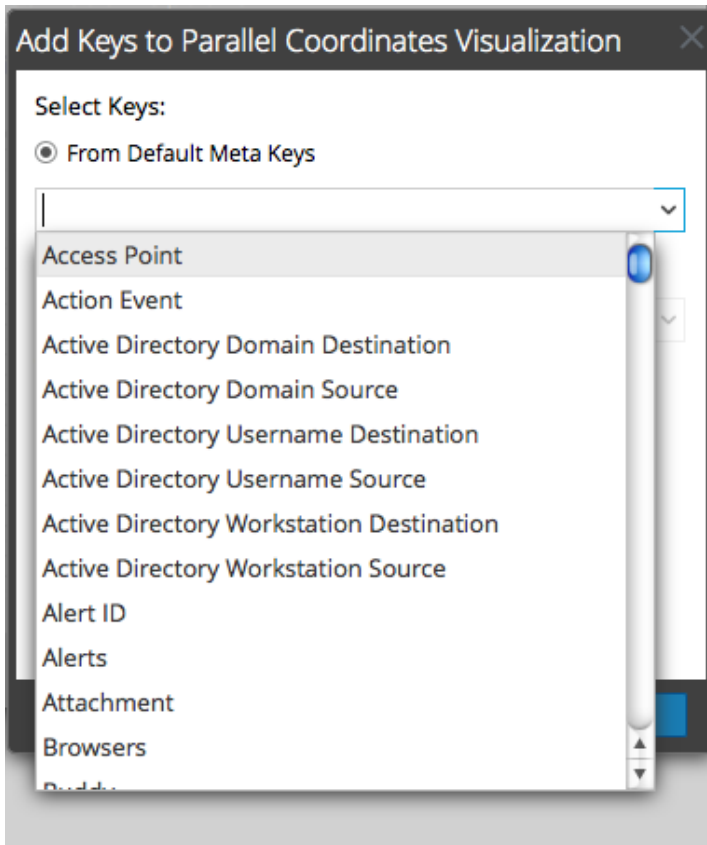 Add Keys to Parallel Coordinates Visualization
Select Keys:
From Default Meta Keys
Access Point
Action Event
Active Directory Domain Destination
Active Directory Domain Source
Active Directory Username Destination
Active Directory Username Source
Active Directory Workstation Destination
Active Directory Workstation Source
Alert ID
Alerts
Attachment
Browsers
Buddy